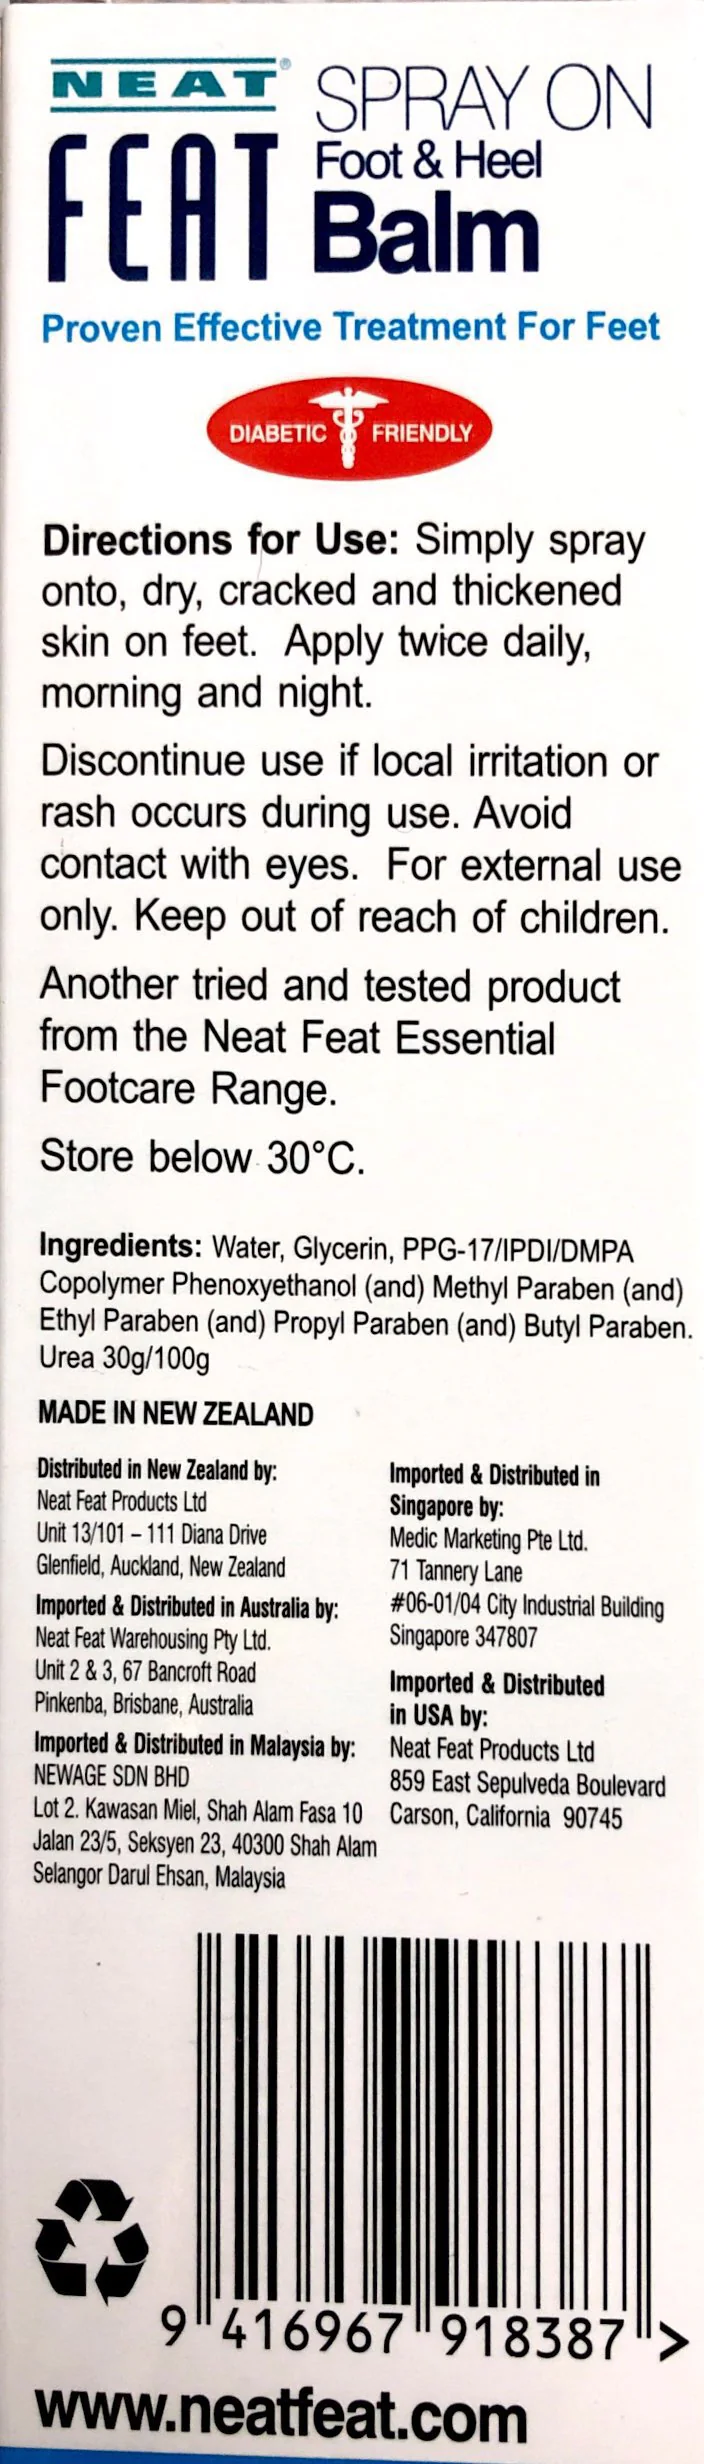 NEAT®
FEAT
SPRAY ON
Foot & Heel
Balm
Proven Effective Treatment For Feet
DIABETIC FRIENDLY
Directions for Use: Simply spray
onto, dry, cracked and thickened
skin on feet. Apply twice daily,
morning and night.
Discontinue use if local irritation or
rash occurs during use. Avoid
contact with eyes. For external use
only. Keep out of reach of children.
Another tried and tested product
from the Neat Feat Essential
Footcare Range.
Store below 30°C.
Ingredients: Water, Glycerin, PPG-17/IPDI/DMPA
Copolymer Phenoxyethanol (and) Methyl Paraben (and)
Ethyl Paraben (and) Propyl Paraben (and) Butyl Paraben.
Urea 30g/100g
MADE IN NEW ZEALAND
Distributed in New Zealand by:
Neat Feat Products Ltd
Unit 13/101 – 111 Diana Drive
Glenfield, Auckland, New Zealand
Imported & Distributed in Australia by:
Neat Feat Warehousing Pty Ltd.
Unit 2 & 3, 67 Bancroft Road
Pinkenba, Brisbane, Australia
Imported & Distributed in Malaysia by:
NEWAGE SDN BHD
Lot 2. Kawasan Miel, Shah Alam Fasa 10
Jalan 23/5, Seksyen 23, 40300 Shah Alam
Selangor Darul Ehsan, Malaysia
Imported & Distributed in
Singapore by:
Medic Marketing Pte Ltd.
71 Tannery Lane
#06-01/04 City Industrial Building
Singapore 347807
Imported & Distributed
in USA by:
Neat Feat Products Ltd
859 East Sepulveda Boulevard
Carson, California 90745
9 416967 918387 >
www.neatfeat.com